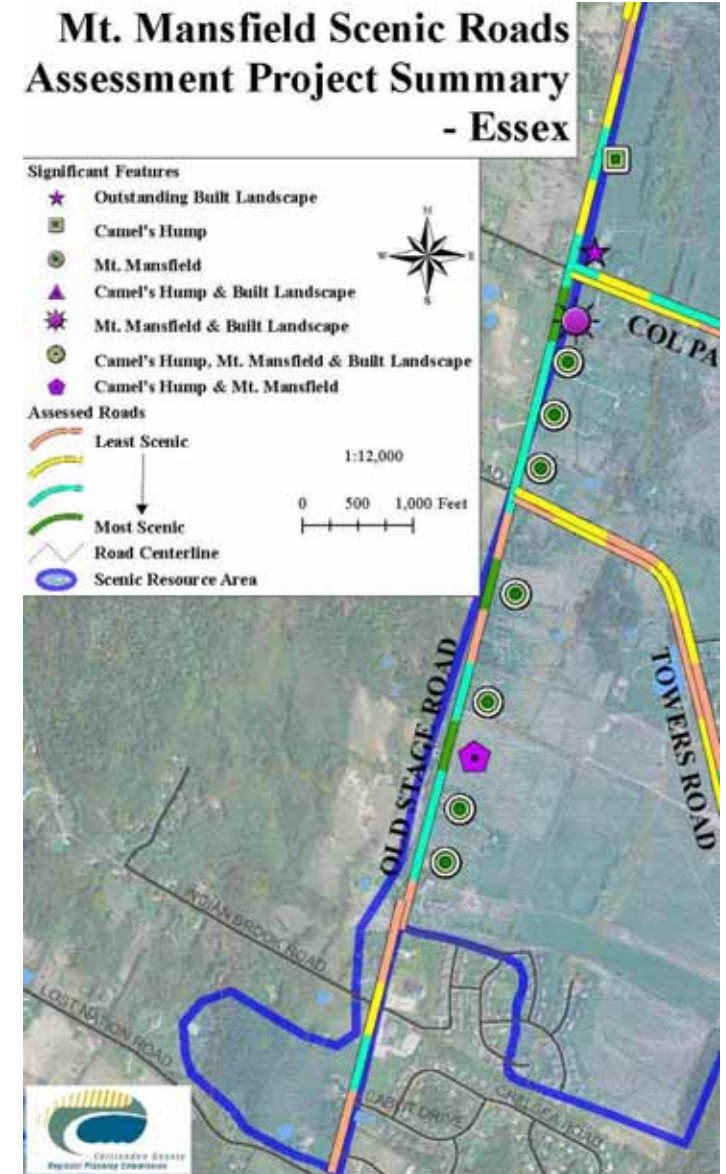 Mt. Mansfield Scenic Roads
Assessment Project Summary
- Essex
Significant Features
Outstanding Built Landscape
Camel's Hump
Mt. Mansfield
Camel's Hump & Built Landscape
Mt. Mansfield & Built Landscape
Camel's Hump, Mt. Mansfield & Built Landscape
Camel's Hump & Mt. Mansfield
N
W E
S
Assessed Roads
Least Scenic
Most Scenic
Road Centerline
Scenic Resource Area
1:12,000
0 500 1,000 Feet
COL PA
OAD
TOWERS ROAD
OLD STAGE ROAD
INDIAN BROOK ROAD
LOST NATION ROAD
CABOT DRIVE
CHELSEA ROAD
Chittenden County
Regional Planning Commission